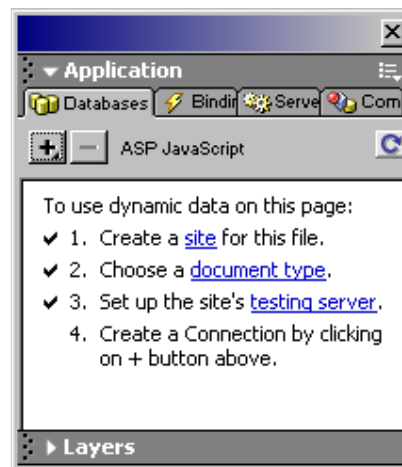 Application
Databases Bindin Serve Com
ASP JavaScript
To use dynamic data on this page:
1. Create a site for this file.
2. Choose a document type.
3. Set up the site's testing server.
4. Create a Connection by clicking
on + button above.
Layers